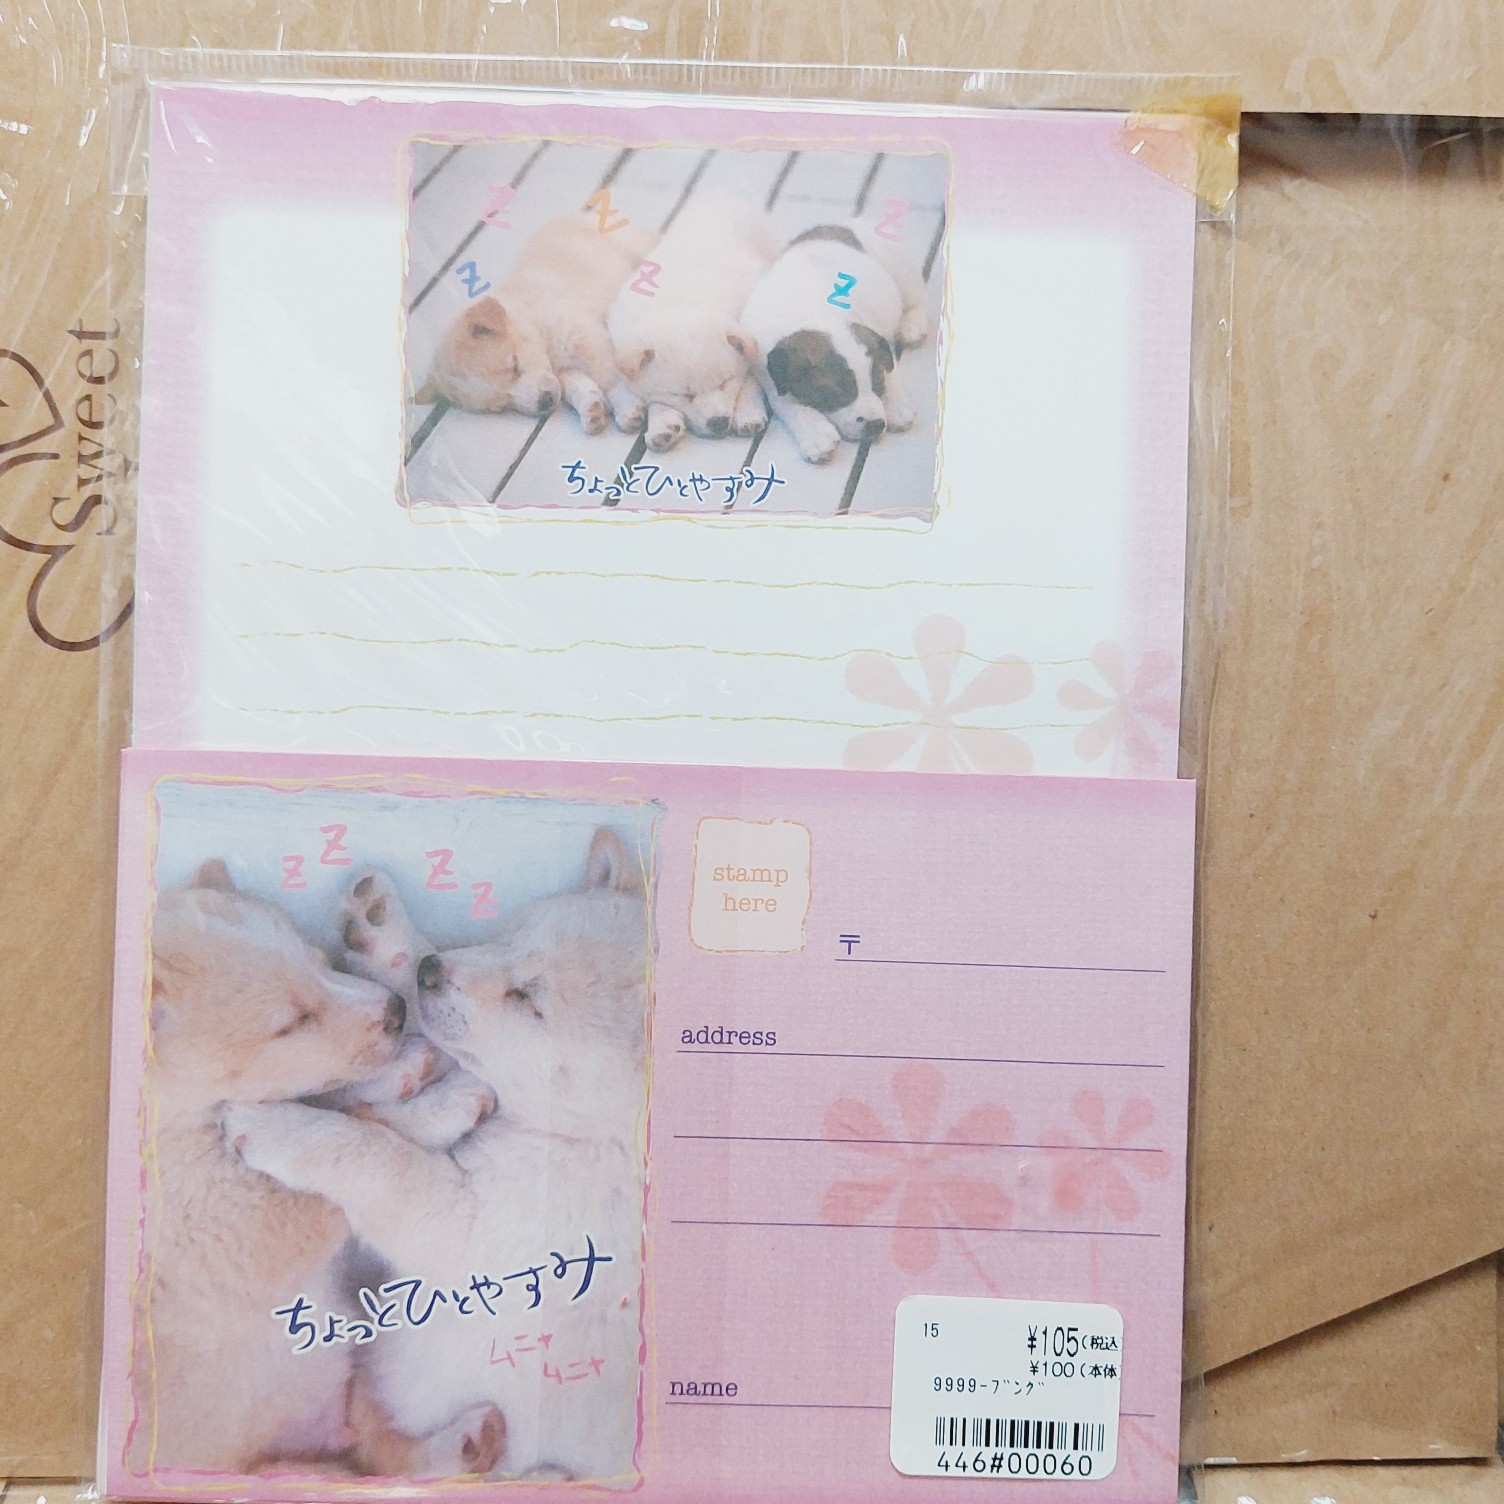 Sweet
Z
Z
Z
Z
Z
Z
ちょっとひとやすみ
Z
Z
Z
Z
stamp
here
〒
address
ちょっとひとやすみ
ムニャ
ムニャ
name
15
¥105(税込
¥100(本体
9999-ブング
446#00060